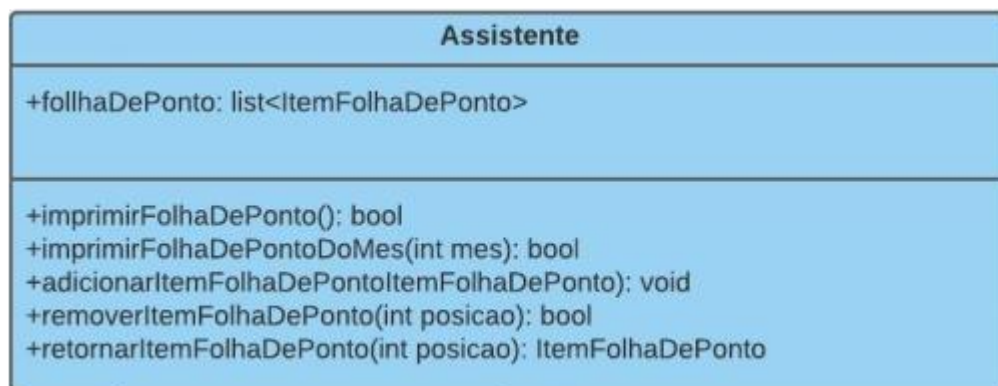 Assistente
+follhaDePonto: list<ItemFolhaDePonto>
+imprimirFolhaDePonto(): bool
+imprimirFolhaDePontoDoMes(int mes): bool
+adicionarItemFolhaDePontoItemFolhaDePonto): void
+removerItemFolhaDePonto(int posicao): bool
+retornarItemFolhaDePonto(int posicao): ItemFolhaDePonto